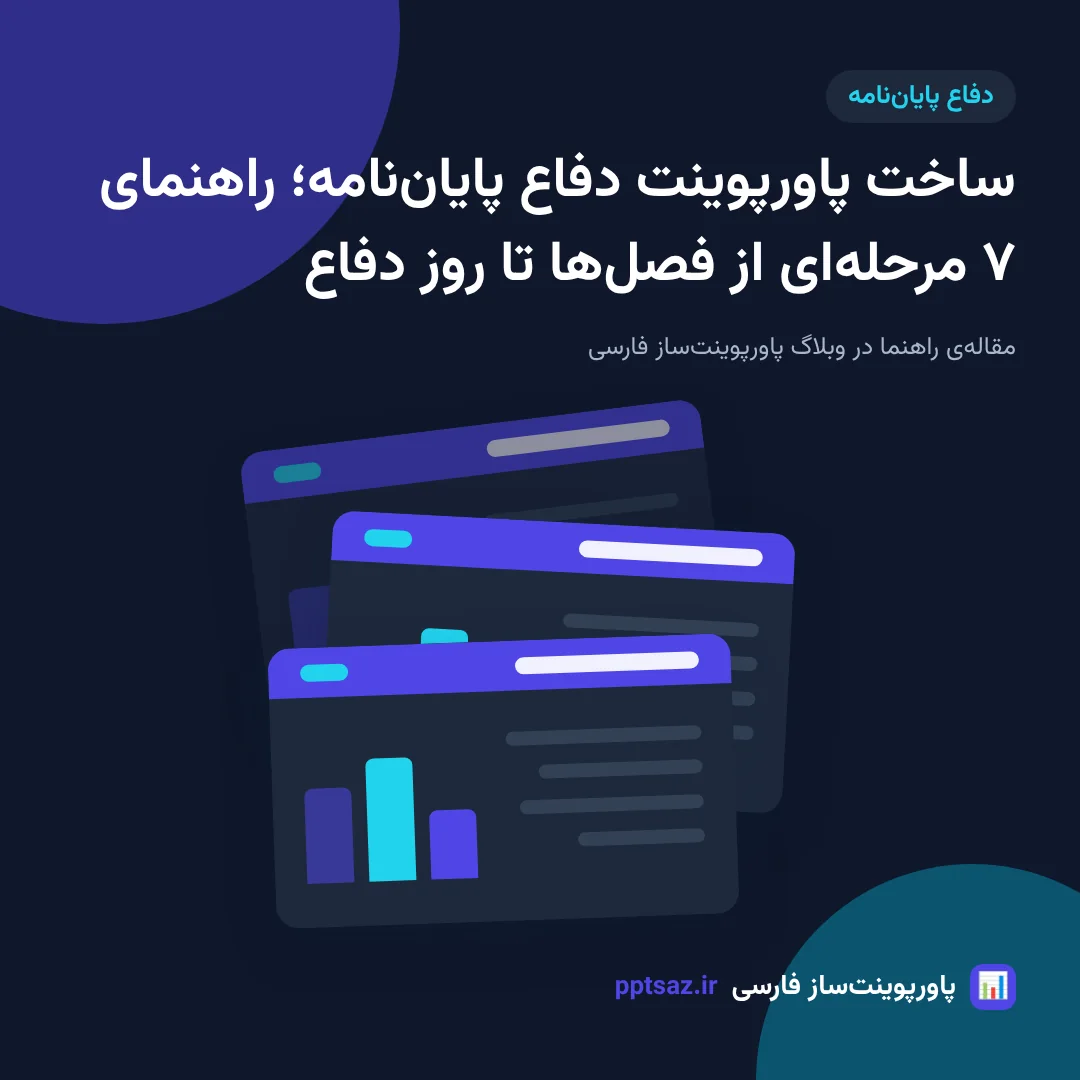 دفاع پایان‌نامه
ساخت پاورپوینت دفاع پایان‌نامه؛ راهنمای
۷ مرحله‌ای از فصل‌ها تا روز دفاع
مقاله‌ی راهنما در وبلاگ پاورپوینت‌ساز فارسی
پاورپوینت‌ساز فارسی pptsaz.ir